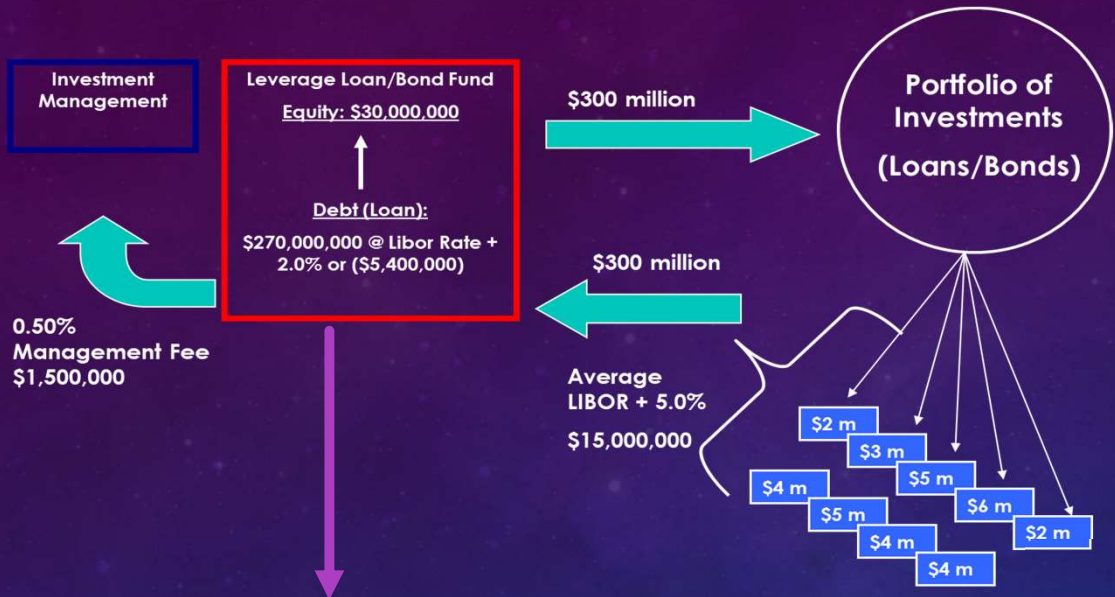 Investment
Management
Leverage Loan/Bond Fund
Equity: $30,000,000
Debt (Loan):
$270,000,000 @ Libor Rate +
2.0% or ($5,400,000)
$300 million
Portfolio of
Investments
(Loans/Bonds)
$300 million
0.50%
Management Fee
$1,500,000
Average
LIBOR + 5.0%
$15,000,000
$2 m
$3 m
$5 m
$6 m
$2 m
$4 m
$5 m
$4 m
$4 m